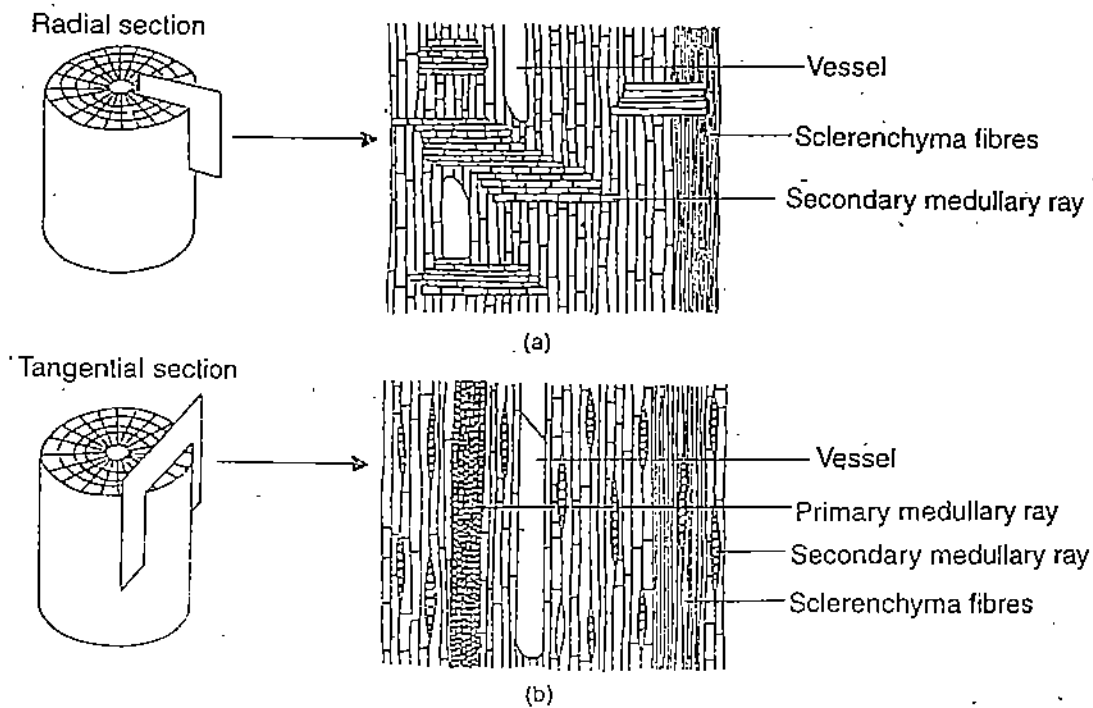 Radial section
Vessel
Sclerenchyma fibres
Secondary medullary ray
(a)
Tangential section
Vessel
Primary medullary ray
Secondary medullary ray
Sclerenchyma fibres
(b)